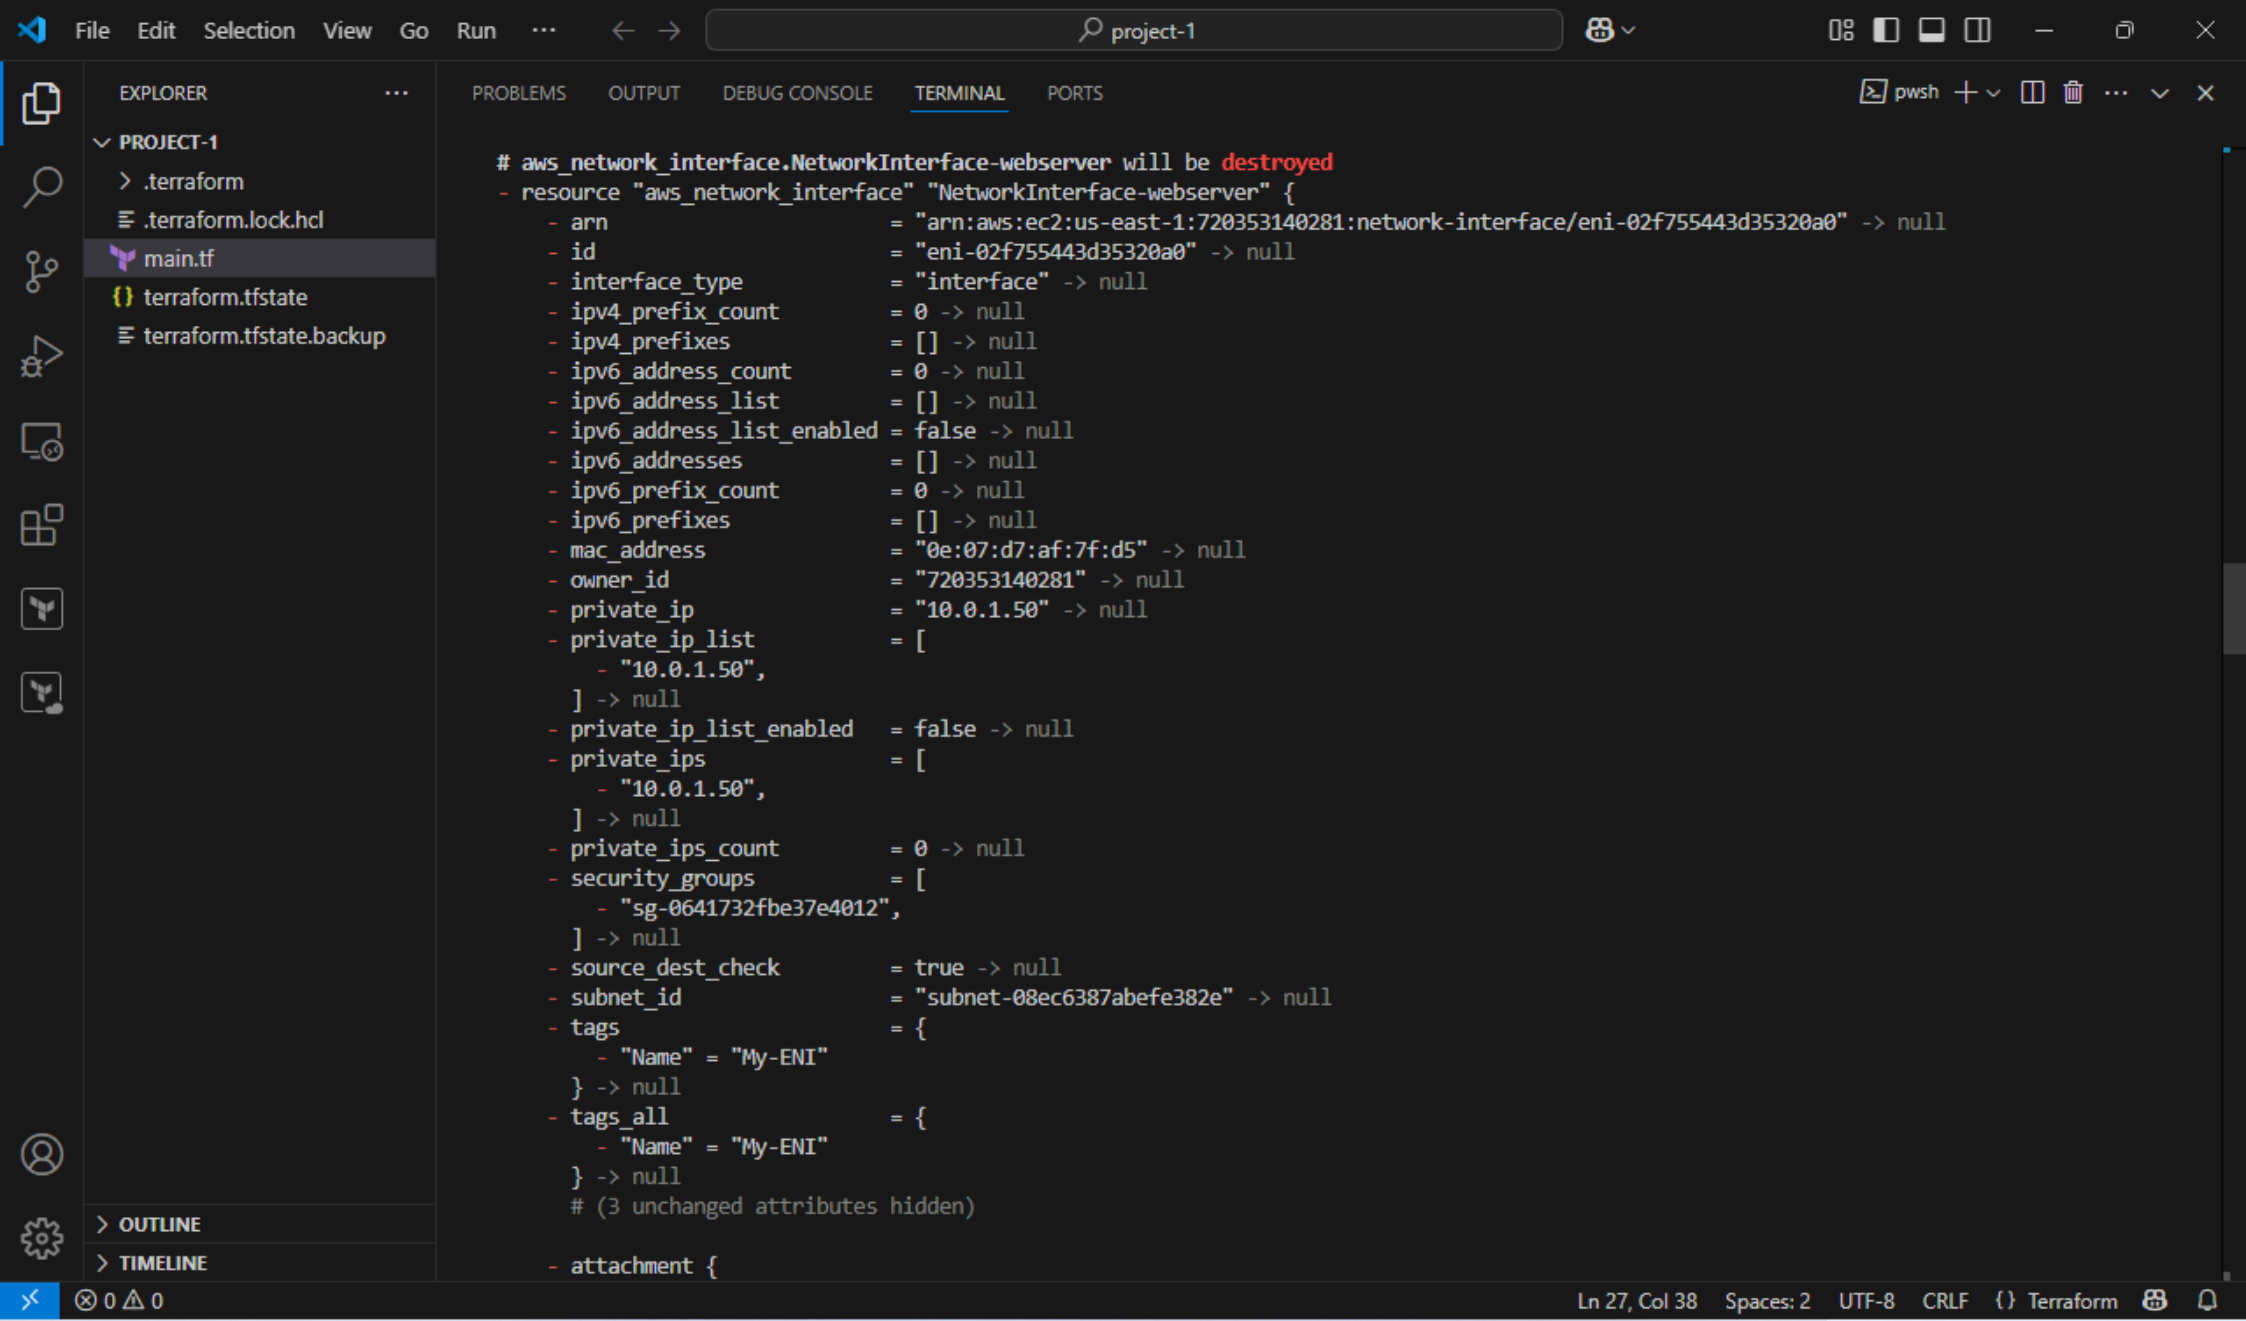 File Edit Selection View Go Run ··· project-1
EXPLORER ···
PROJECT-1
.terraform
.terraform.lock.hcl
main.tf
{} terraform.tfstate
terraform.tfstate.backup
OUTLINE
TIMELINE
PROBLEMS OUTPUT DEBUG CONSOLE TERMINAL PORTS pwsh
# aws_network_interface.NetworkInterface-webserver will be destroyed
- resource "aws_network_interface" "NetworkInterface-webserver" {
- arn = "arn:aws:ec2:us-east-1:720353140281:network-interface/eni-02f755443d35320a0" -> null
- id = "eni-02f755443d35320a0" -> null
- interface_type = "interface" -> null
- ipv4_prefix_count = 0 -> null
- ipv4_prefixes = [] -> null
- ipv6_address_count = 0 -> null
- ipv6_address_list = [] -> null
- ipv6_address_list_enabled = false -> null
- ipv6_addresses = [] -> null
- ipv6_prefix_count = 0 -> null
- ipv6_prefixes = [] -> null
- mac_address = "0e:07:d7:af:7f:d5" -> null
- owner_id = "720353140281" -> null
- private_ip = "10.0.1.50" -> null
- private_ip_list = [
- "10.0.1.50",
] -> null
- private_ip_list_enabled = false -> null
- private_ips = [
- "10.0.1.50",
] -> null
- private_ips_count = 0 -> null
- security_groups = [
- "sg-0641732fbe37e4012",
] -> null
- source_dest_check = true -> null
- subnet_id = "subnet-08ec6387abefe382e" -> null
- tags = {
- "Name" = "My-ENI"
} -> null
- tags_all = {
- "Name" = "My-ENI"
} -> null
# (3 unchanged attributes hidden)
- attachment {
0 0 Ln 27, Col 38 Spaces: 2 UTF-8 CRLF {} Terraform